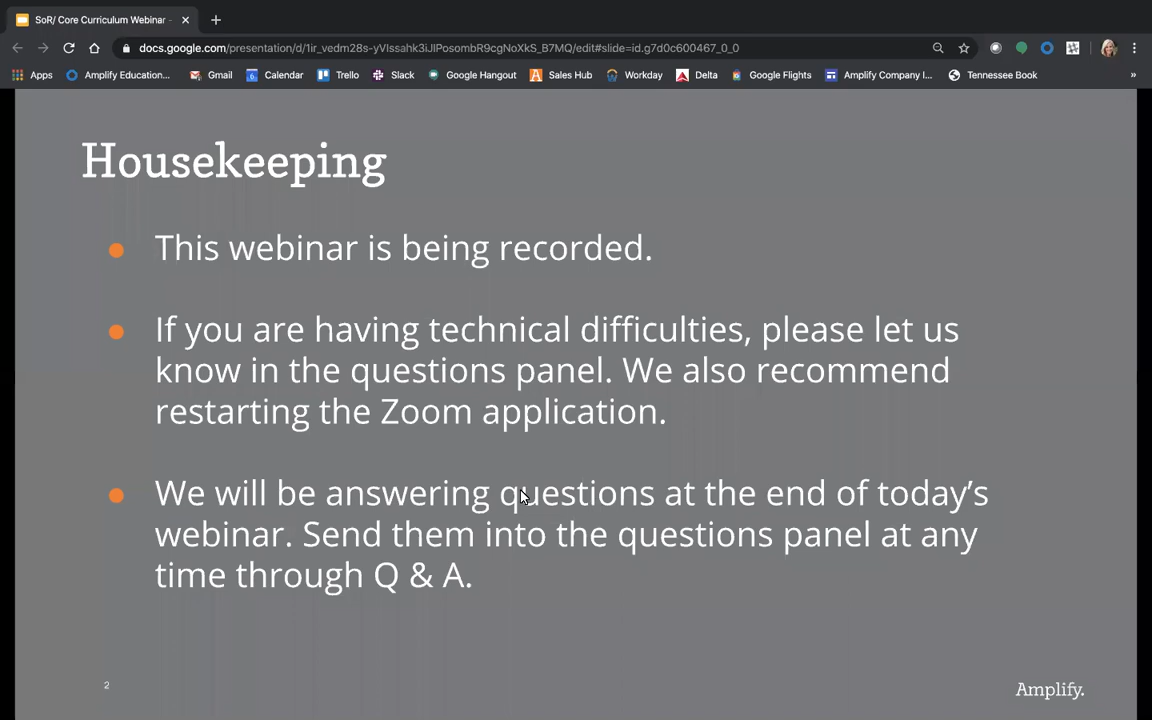 SoR/ Core Curriculum Webinar -
docs.google.com/presentation/d/1ir_vedm28s-yVIssahk3iJlPosombR9cgNoXkS_B7MQ/edit#slide=id.g7d0c600467_0_0
Apps Amplify Education... Gmail Calendar Trello Slack Google Hangout Sales Hub Workday Delta Google Flights Amplify Company I... Tennesee Book »
Housekeeping
This webinar is being recorded.
If you are having technical difficulties, please let us
know in the questions panel. We also recommend
restarting the Zoom application.
We will be answering questions at the end of today’s
webinar. Send them into the questions panel at any
time through Q & A.
2
Amplify.